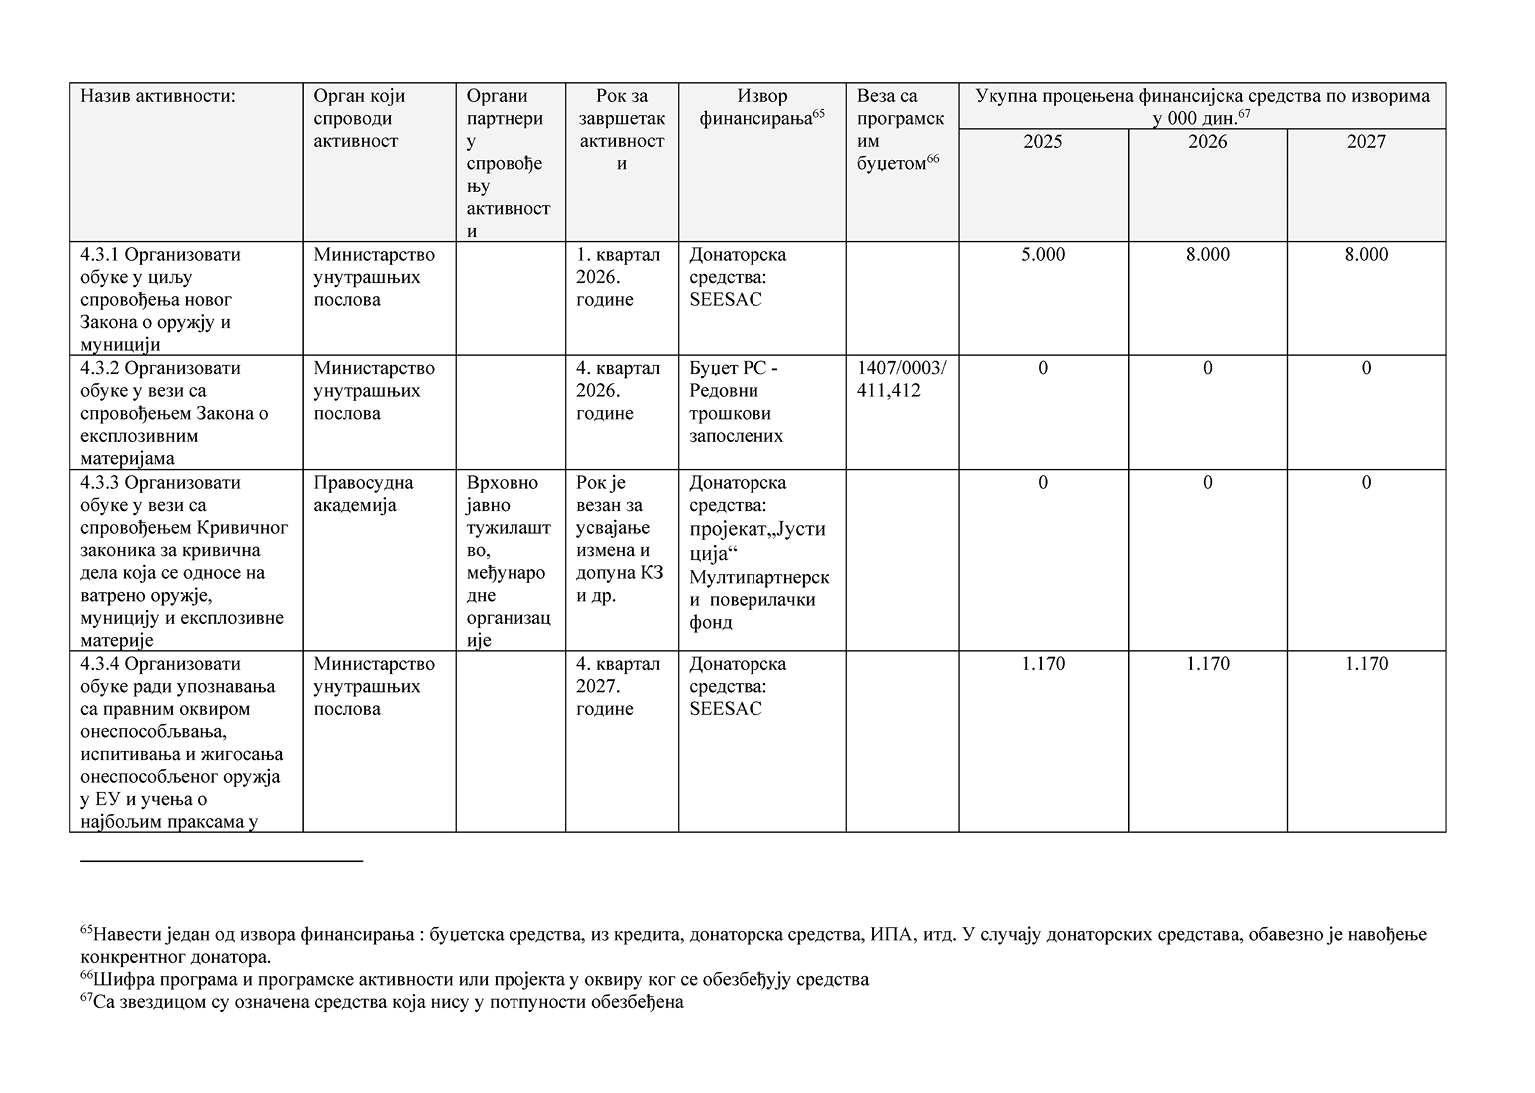 Назив активности:
Орган који
спроводи
активност
Органи
партнери
у
спровође
њу
активност
и
Рок за
завршетак
активност
и
Извор
финансирања65
Веза са
програмск
им
буџетом66
Укупна процењена финансијска средства по изворима
у 000 дин.67
2025
2026
2027
4.3.1 Организовати
обуке у циљу
спровођења новог
Закона о оружју и
муницији
Министарство
унутрашњих
послова
1. квартал
2026.
године
Донаторска
средства:
SEESAC
5.000
8.000
8.000
4.3.2 Организовати
обуке у вези са
спровођењем Закона о
експлозивним
материјама
Министарство
унутрашњих
послова
4. квартал
2026.
године
Буџет РС -
Редовни
трошкови
запослених
1407/0003/
411,412
0
0
0
4.3.3 Организовати
обуке у вези са
спровођењем Кривичног
законика за кривична
дела која се односе на
ватрено оружје,
муницију и експлозивне
материје
Правосудна
академија
Врховно
јавно
тужилашт
во,
међунаро
дне
организац
ије
Рок је
везан за
усвајање
измена и
допуна КЗ
и др.
Донаторска
средства:
пројекат„Јусти
ција“
Мултипартнерск
и  поверилачки
фонд
0
0
0
4.3.4 Организовати
обуке ради упознавања
са правним оквиром
онеспособљвања,
испитивања и жигосања
онеспособљеног оружја
у ЕУ и учења о
најбољим праксама у
Министарство
унутрашњих
послова
4. квартал
2027.
године
Донаторска
средства:
SEESAC
1.170
1.170
1.170
65Навести један од извора финансирања : буџетска средства, из кредита, донаторска средства, ИПА, итд. У случају донаторских средстава, обавезно је навођење
конкретног донатора.
66Шифра програма и програмске активности или пројекта у оквиру ког се обезбеђују средства
67Са звездицом су означена средства која нису у потпуности обезбеђена